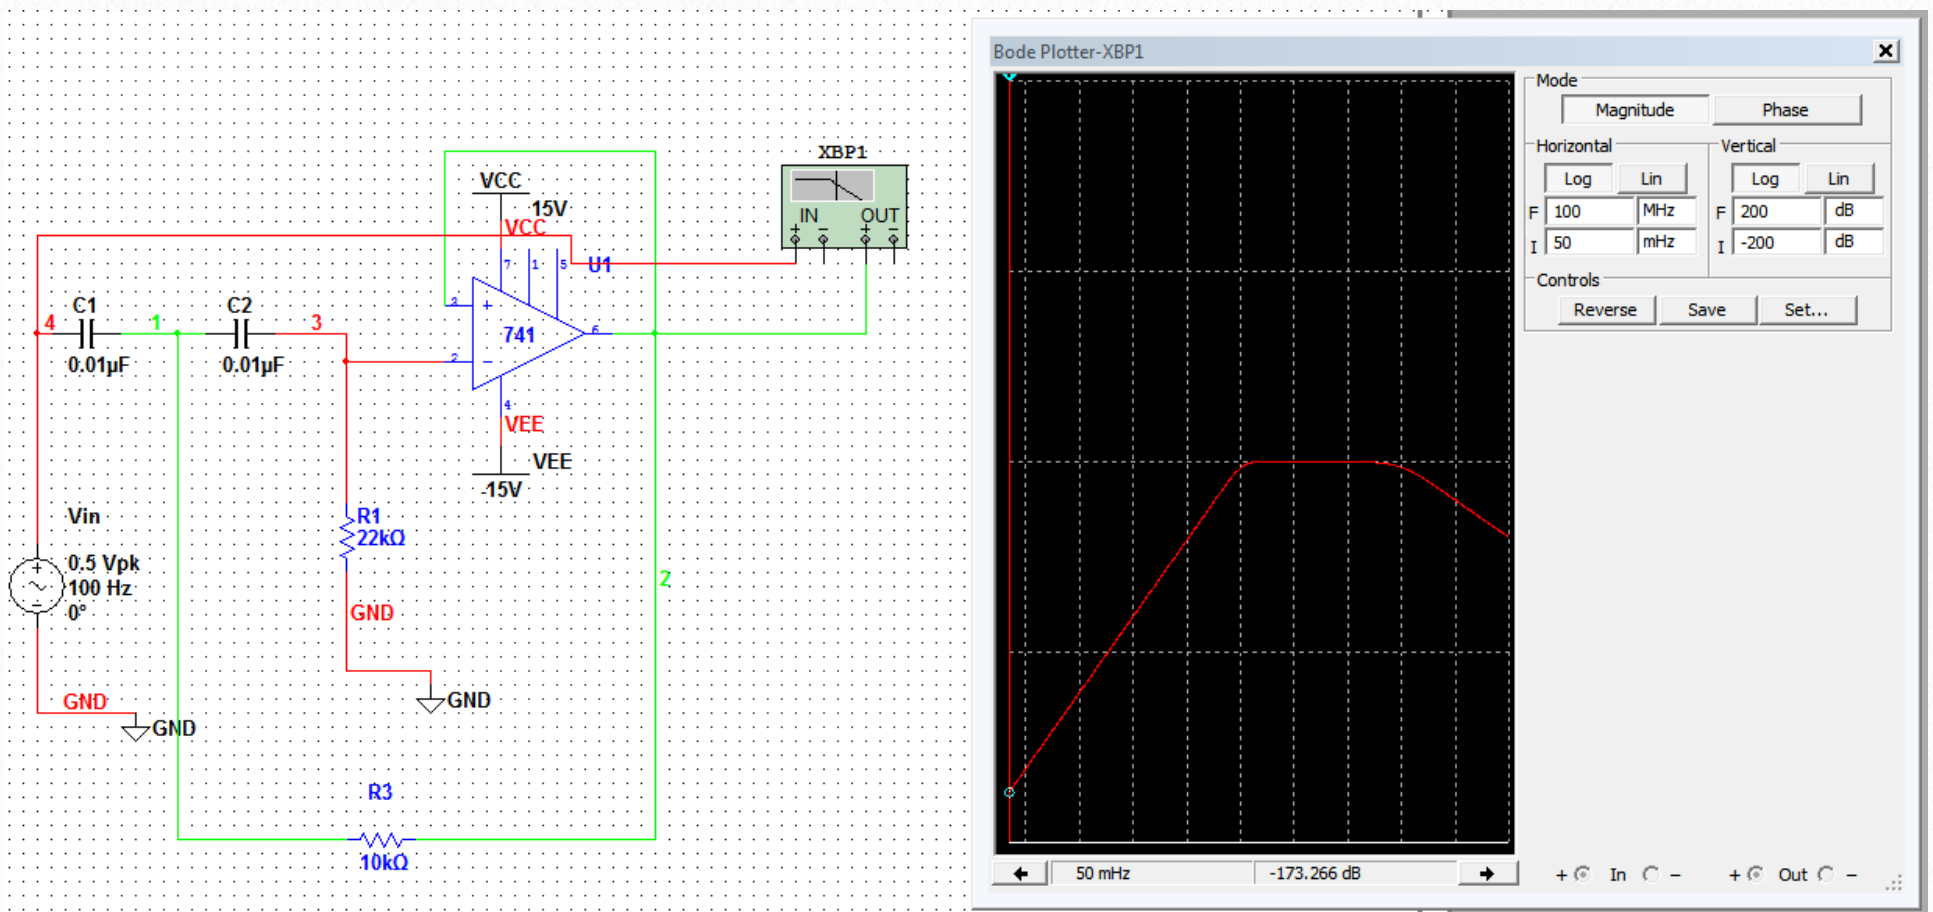 XBP1
IN OUT
+ − + −
VCC
15V
VCC
7 1 5 U1
3 +
741
6
2 −
4
VEE
VEE
-15V
C1
4
0.01µF
1
C2
3
0.01µF
R1
22kΩ
GND
GND
2
Vin
+
−
0.5 Vpk
100 Hz
0°
GND
GND
R3
10kΩ
Bode Plotter-XBP1
Mode
Magnitude Phase
Horizontal Vertical
Log Lin Log Lin
F 100 MHz F 200 dB
I 50 mHz I -200 dB
Controls
Reverse Save Set...
50 mHz -173.266 dB
+ In − + Out −